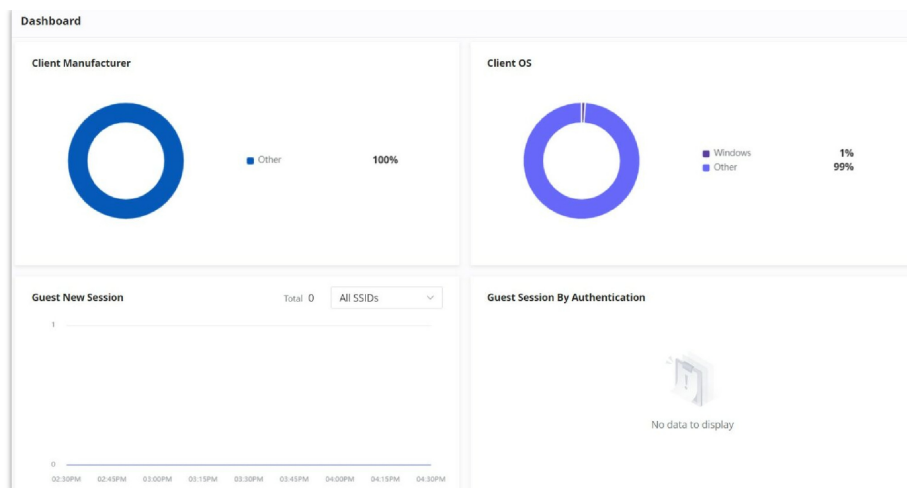 Dashboard
Client Manufacturer
Other 100%
Client OS
Windows 1%
Other 99%
Guest New Session
Total 0 All SSIDs
1
0
02:30PM 02:45PM 03:00PM 03:15PM 03:30PM 03:45PM 04:00PM 04:15PM 04:30PM
Guest Session By Authentication
No data to display